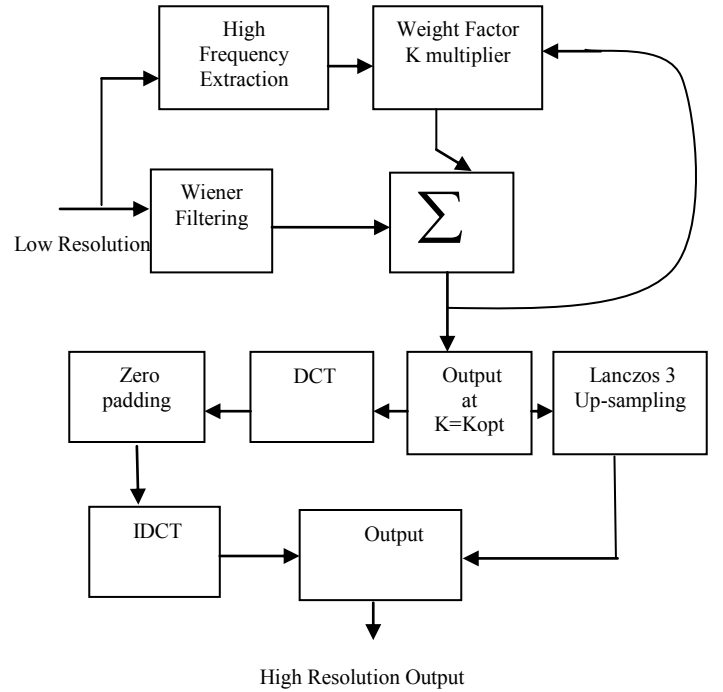 High
Frequency
Extraction
Weight Factor
K multiplier
Wiener
Filtering
Low Resolution
Σ
Zero
padding
DCT
Output
at
K=Kopt
Lanczos 3
Up-sampling
IDCT
Output
High Resolution Output